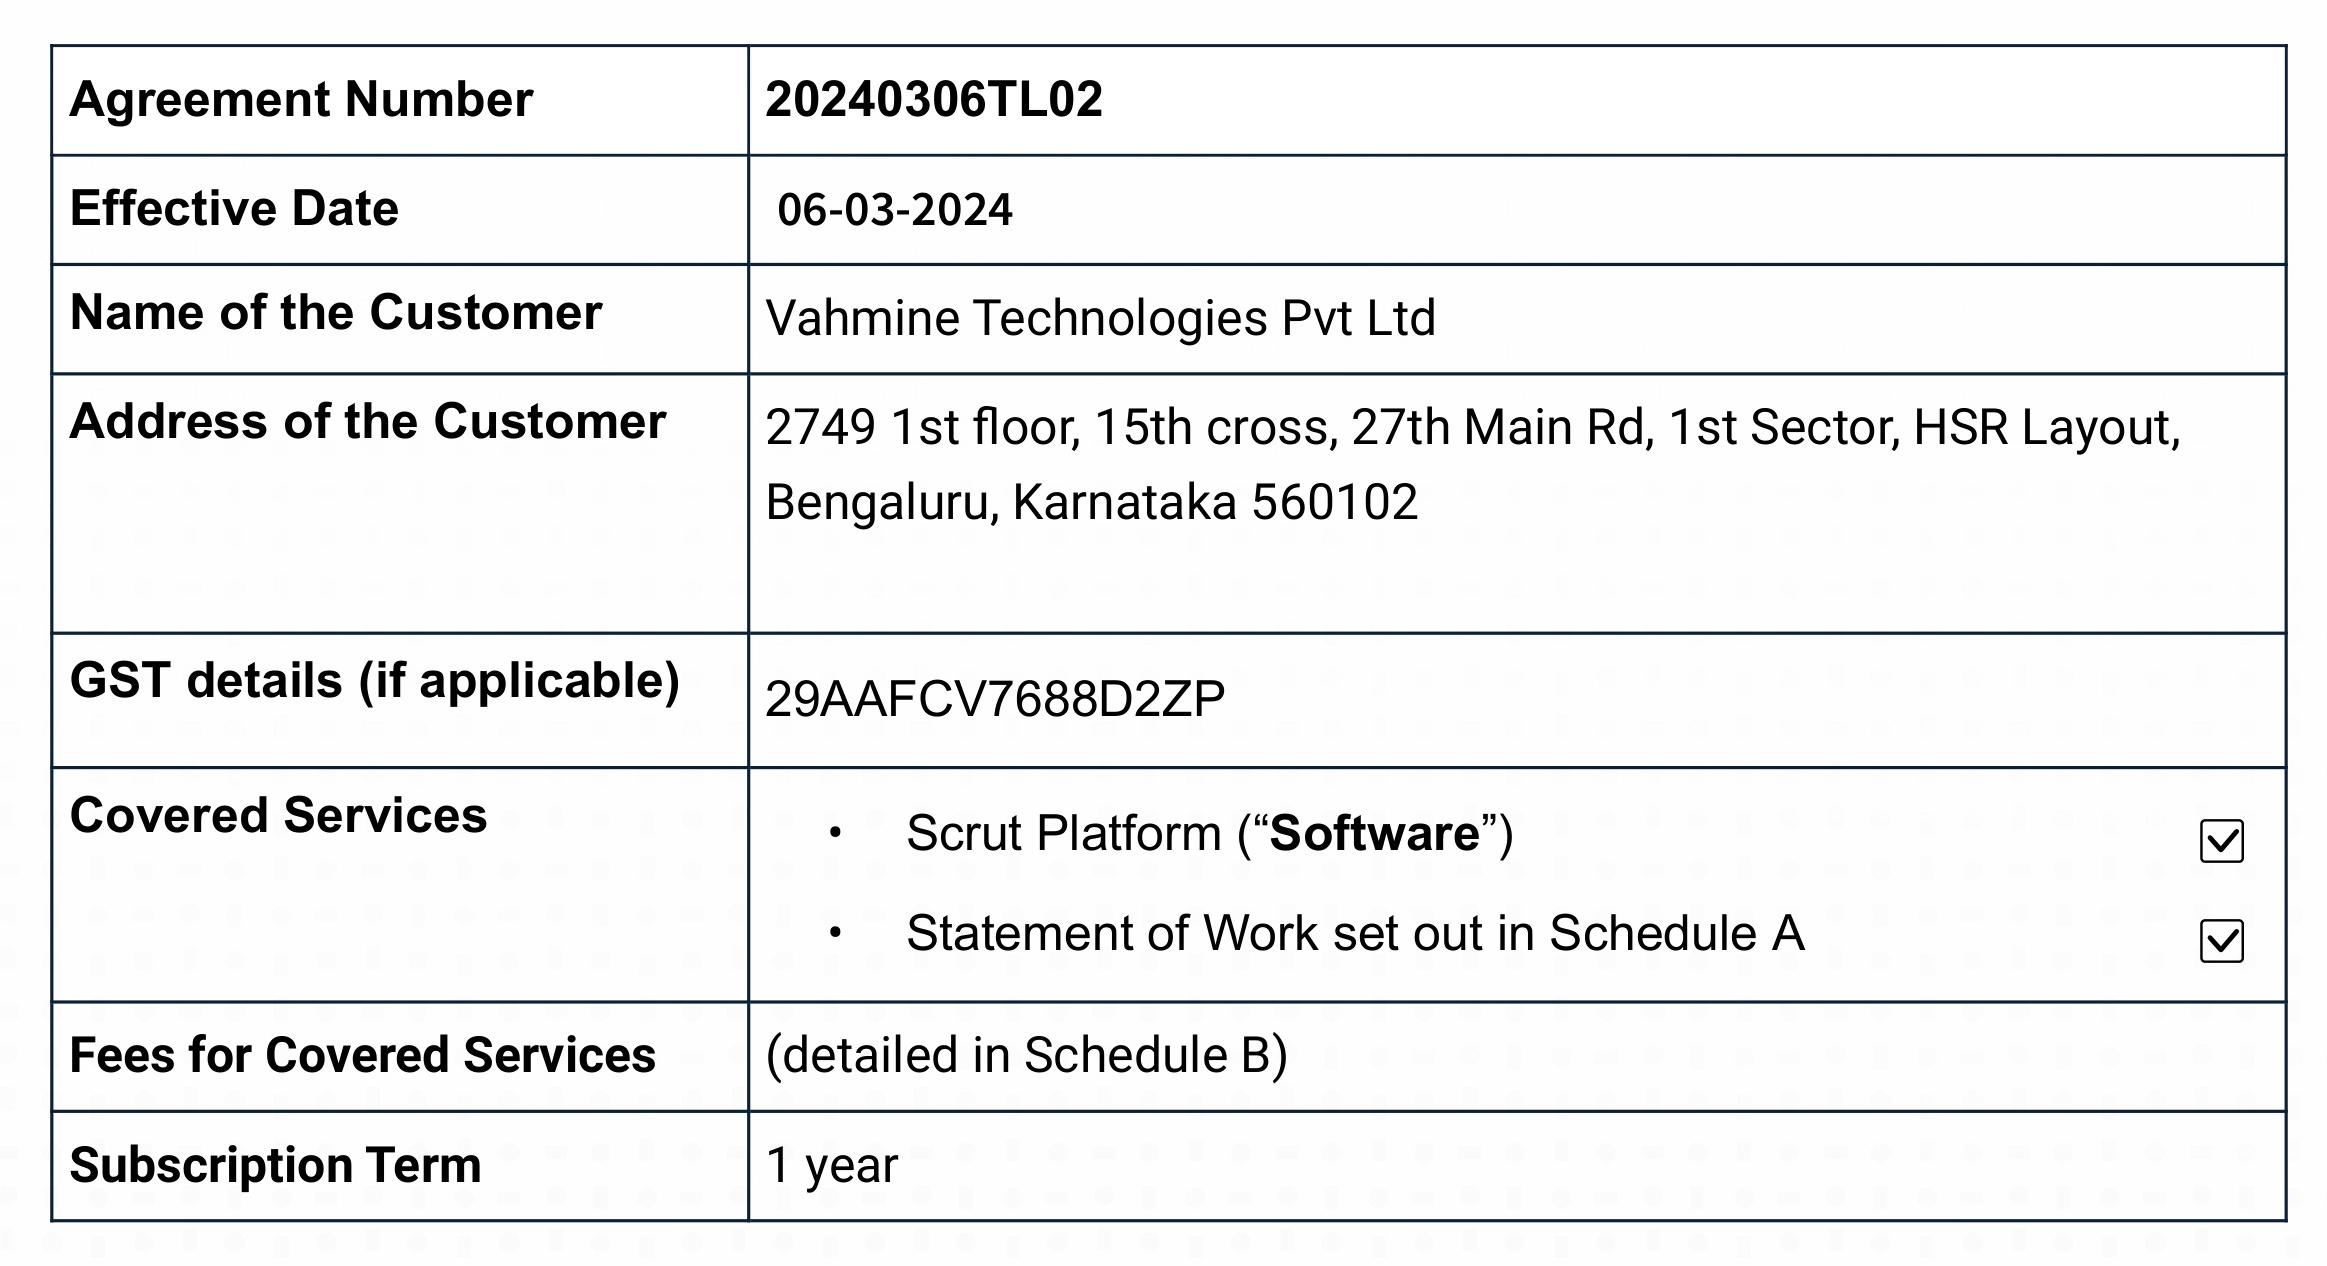 Agreement Number 20240306TL02
Effective Date 06-03-2024
Name of the Customer Vahmine Technologies Pvt Ltd
Address of the Customer 2749 1st floor, 15th cross, 27th Main Rd, 1st Sector, HSR Layout,
Bengaluru, Karnataka 560102
GST details (if applicable) 29AAFCV7688D2ZP
Covered Services • Scrut Platform (“Software”) ☑
• Statement of Work set out in Schedule A ☑
Fees for Covered Services (detailed in Schedule B)
Subscription Term 1 year